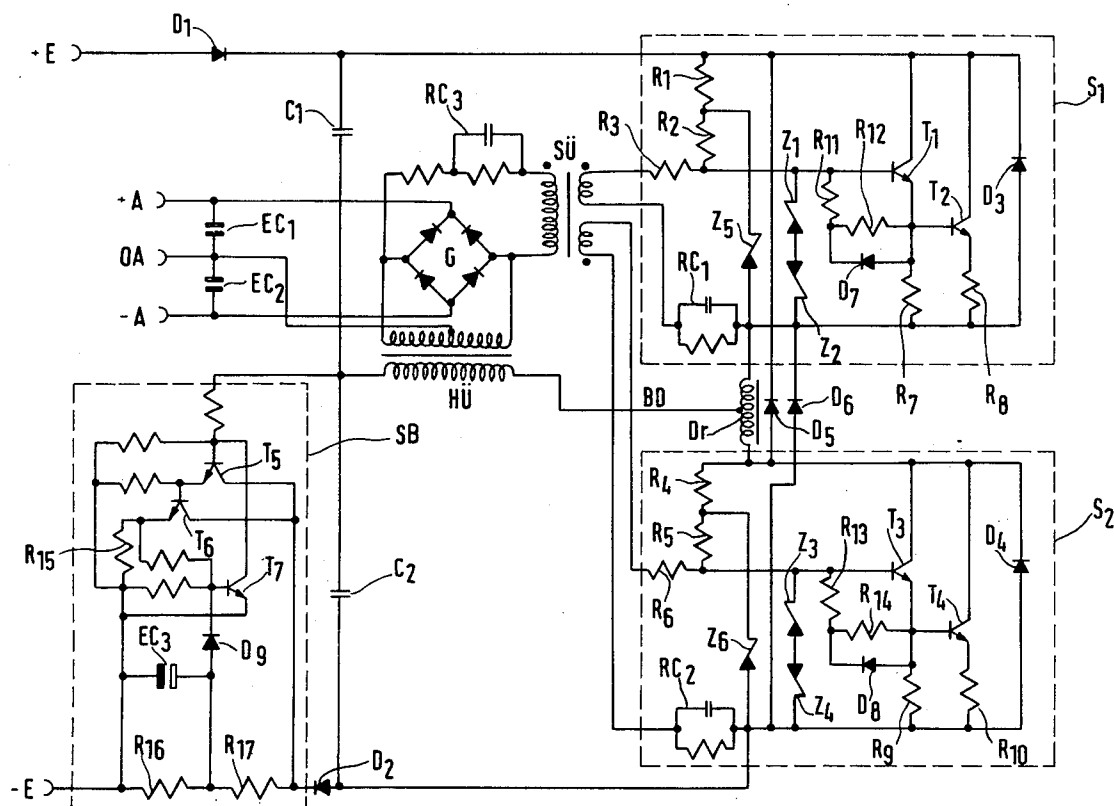 D1
+E
S1
R1
C1
RC3
R3
R2
SÜ
Z1
R11
R12
T1
D3
+A
EC1
T2
0A
G
Z5
EC2
RC1
D7
-A
Z2
R7
R8
HÜ
BD
Dr
D5
D6
SB
R4
S2
T5
R5
T6
R15
T7
R6
Z3
R13
T3
D4
C2
R14
T4
EC3
D9
Z6
RC2
Z4
D8
R9
R10
R16
R17
D2
-E